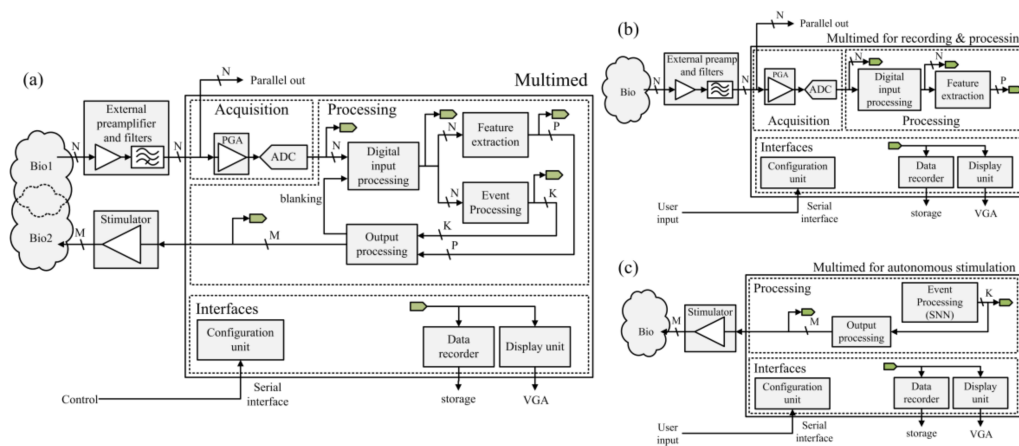 (a)
N
Parallel out
Multimed
External
preamplifier
and filters
Acquisition
Processing
PGA
ADC
N
N
N
Bio1
Digital
input
processing
N
Feature
extraction
P
blanking
N
Event
Processing
K
Bio2
M
Stimulator
M
Output
processing
K
P
Interfaces
Configuration
unit
Data
recorder
Display unit
Control
Serial
interface
storage
VGA
(b)
N
Parallel out
Multimed for recording & processing
External preamp
and filters
Bio
N
N
PGA
ADC
N
Digital
input
processing
N
Feature
extraction
P
Acquisition
Processing
Interfaces
Configuration
unit
Data
recorder
Display
unit
User
input
Serial
interface
storage
VGA
(c)
Multimed for autonomous stimulation
Processing
Event
Processing
(SNN)
K
Bio
M
Stimulator
M
Output
processing
Interfaces
Configuration
unit
Data
recorder
Display
unit
User
input
Serial
interface
storage
VGA